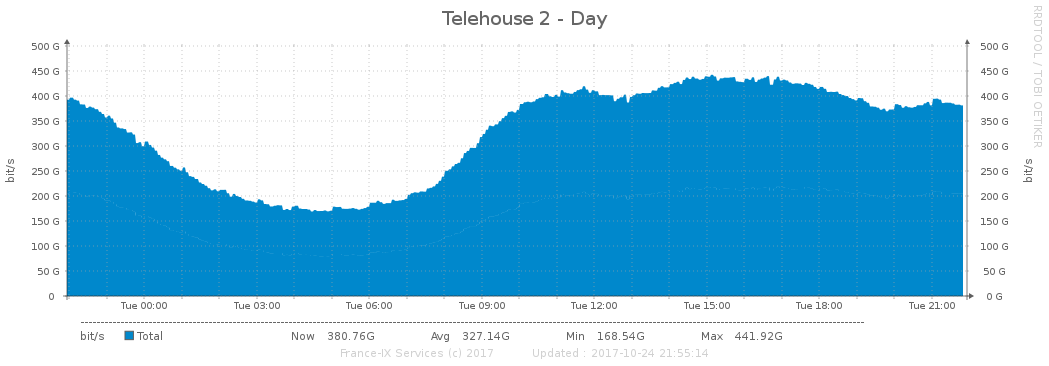 Telehouse 2 - Day
RRDTOOL / TOBI OETIKER
500 G 500 G
450 G 450 G
400 G 400 G
350 G 350 G
300 G 300 G
250 G 250 G
200 G 200 G
150 G 150 G
100 G 100 G
50 G 50 G
0 0 G
bit/s bit/s
Tue 00:00 Tue 03:00 Tue 06:00 Tue 09:00 Tue 12:00 Tue 15:00 Tue 18:00 Tue 21:00
bit/s Total Now 380.76G Avg 327.14G Min 168.54G Max 441.92G
France-IX Services (c) 2017 Updated : 2017-10-24 21:55:14